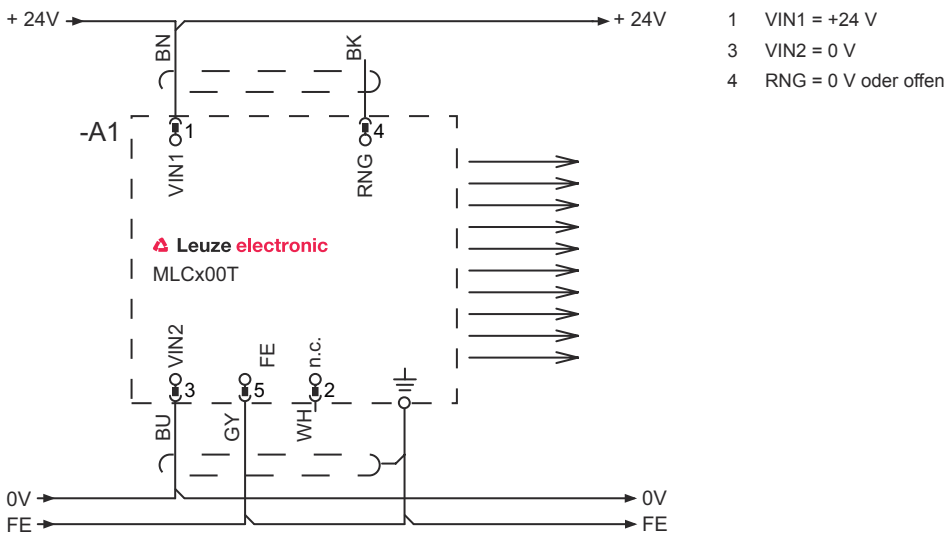 + 24V
+ 24V
1 VIN1 = +24 V
3 VIN2 = 0 V
4 RNG = 0 V oder offen
BN
BK
-A1
1
4
VIN1
RNG
Leuze electronic
MLCx00T
VIN2
FE
n.c.
3
5
2
BU
GY
WH
0V
0V
FE
FE